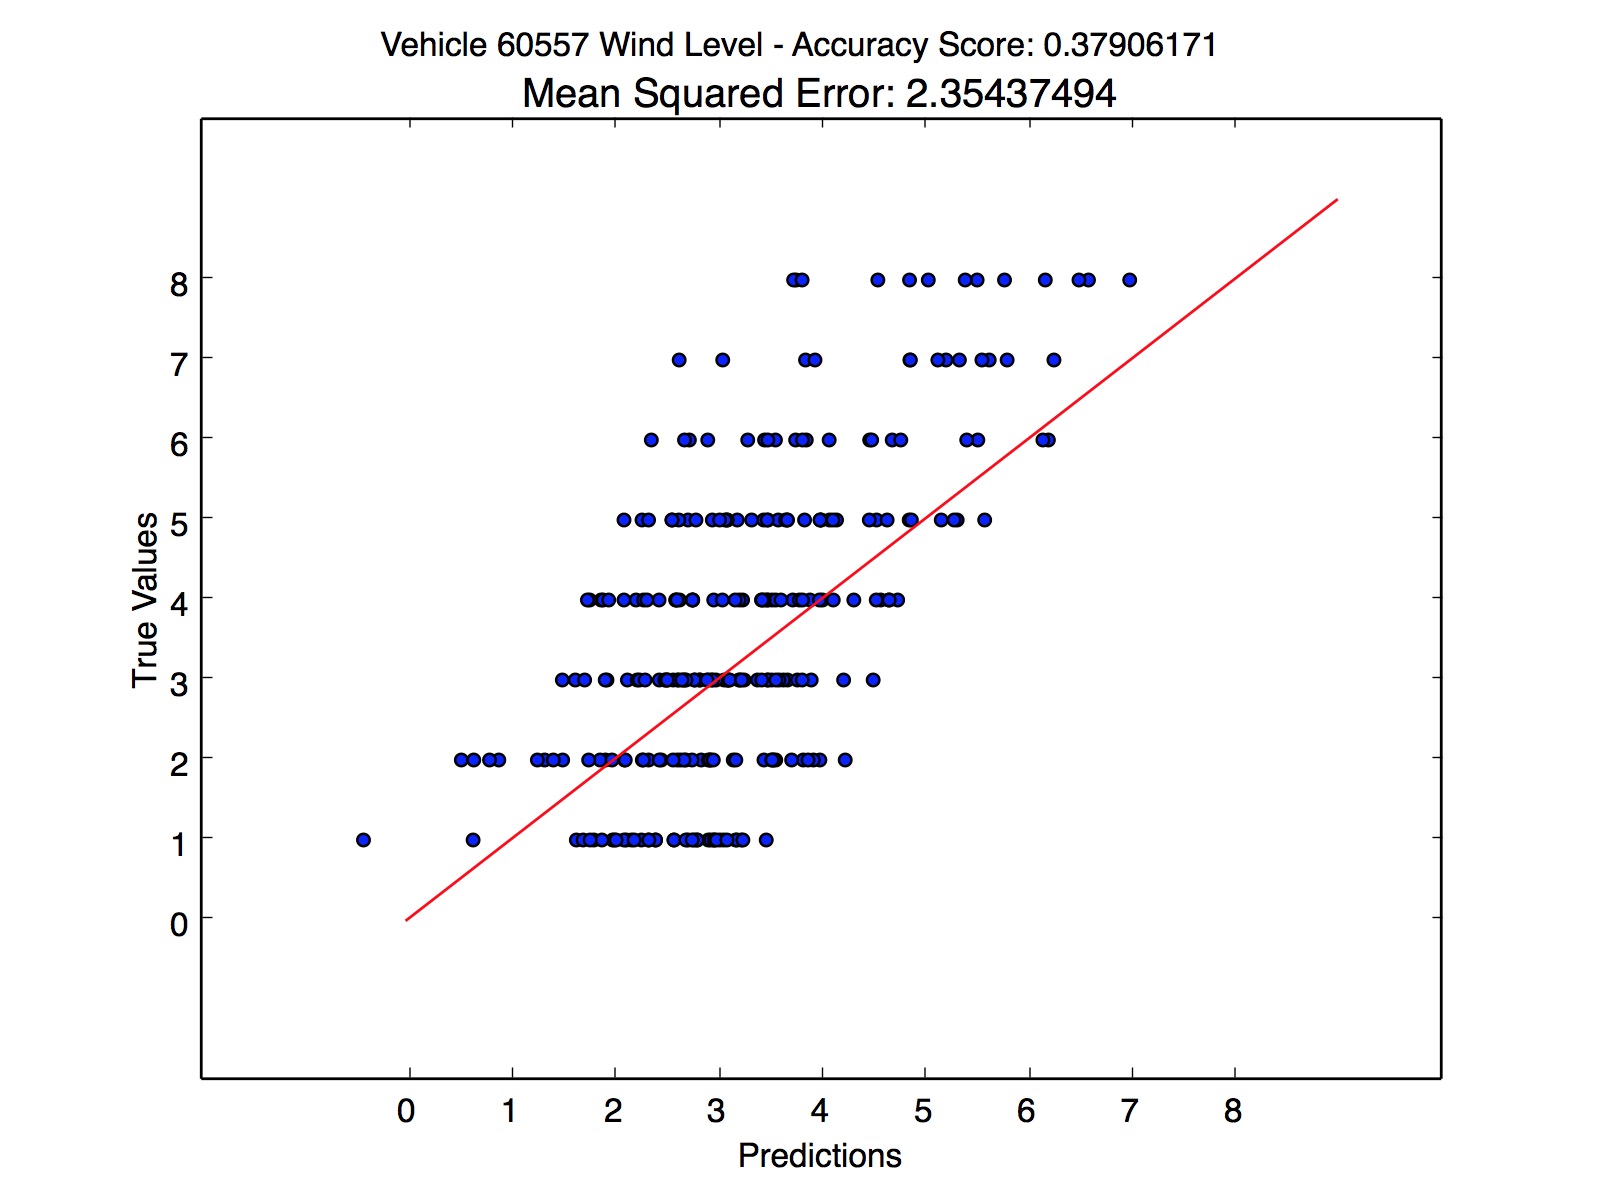 Vehicle 60557 Wind Level - Accuracy Score: 0.37906171
Mean Squared Error: 2.35437494
8
7
6
5
4
3
2
1
0
True Values
0 1 2 3 4 5 6 7 8
Predictions